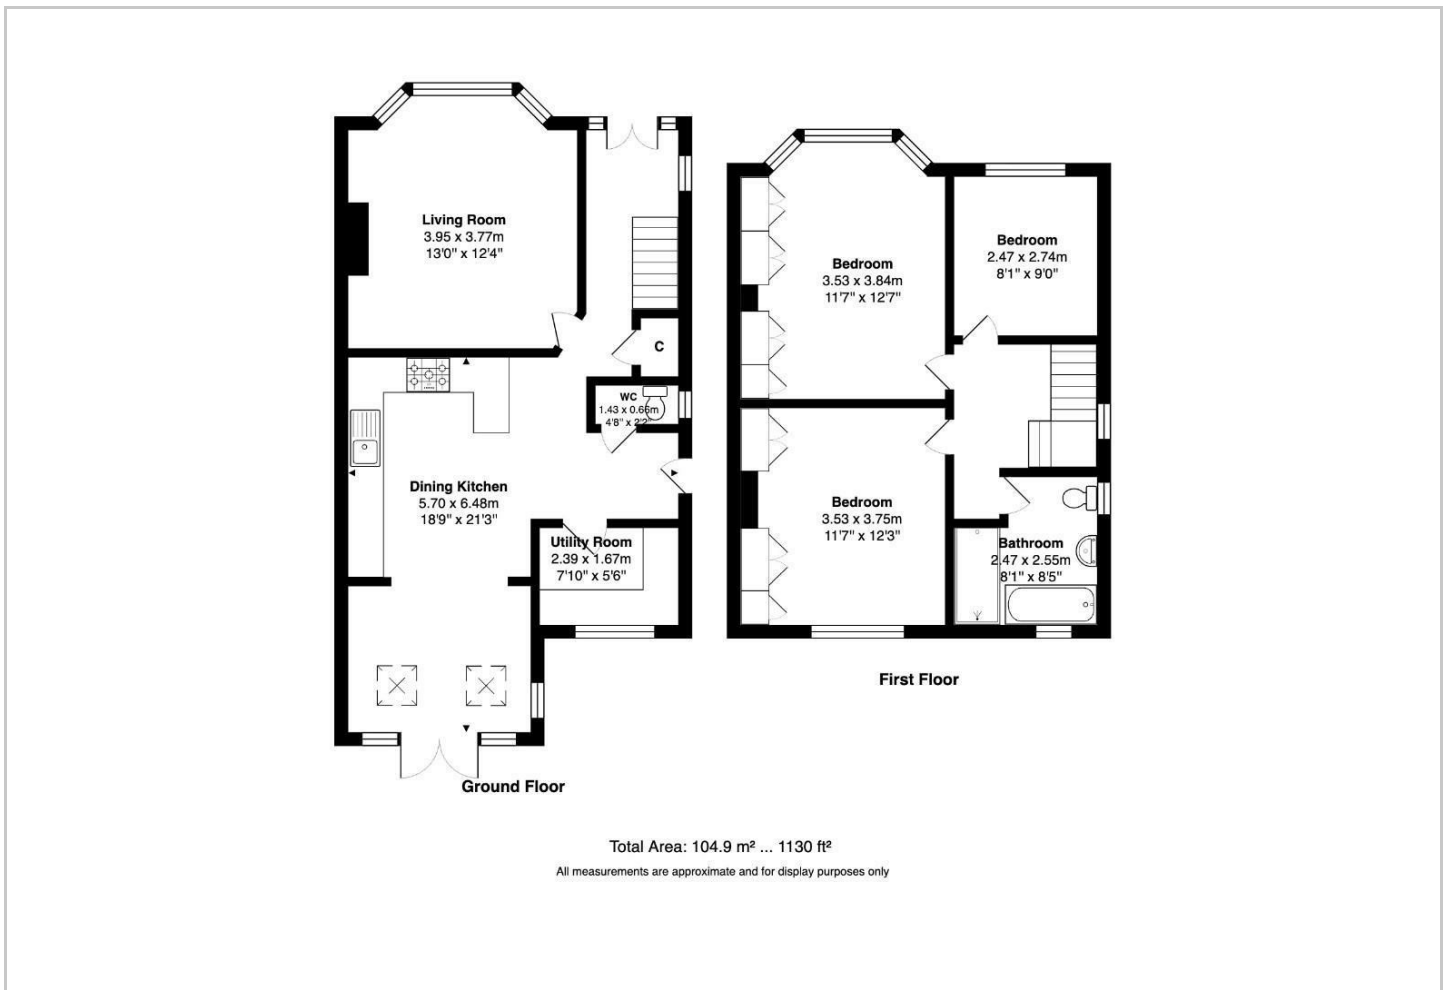 Living Room
3.95 x 3.77m
13'0" x 12'4"
C
WC
1.43 x 0.66m
4'8" x 2'2"
Dining Kitchen
5.70 x 6.48m
18'9" x 21'3"
Utility Room
2.39 x 1.67m
7'10" x 5'6"
Ground Floor
Bedroom
3.53 x 3.84m
11'7" x 12'7"
Bedroom
2.47 x 2.74m
8'1" x 9'0"
Bedroom
3.53 x 3.75m
11'7" x 12'3"
Bathroom
2.47 x 2.55m
8'1" x 8'5"
First Floor
Total Area: 104.9 m² ... 1130 ft²
All measurements are approximate and for display purposes only